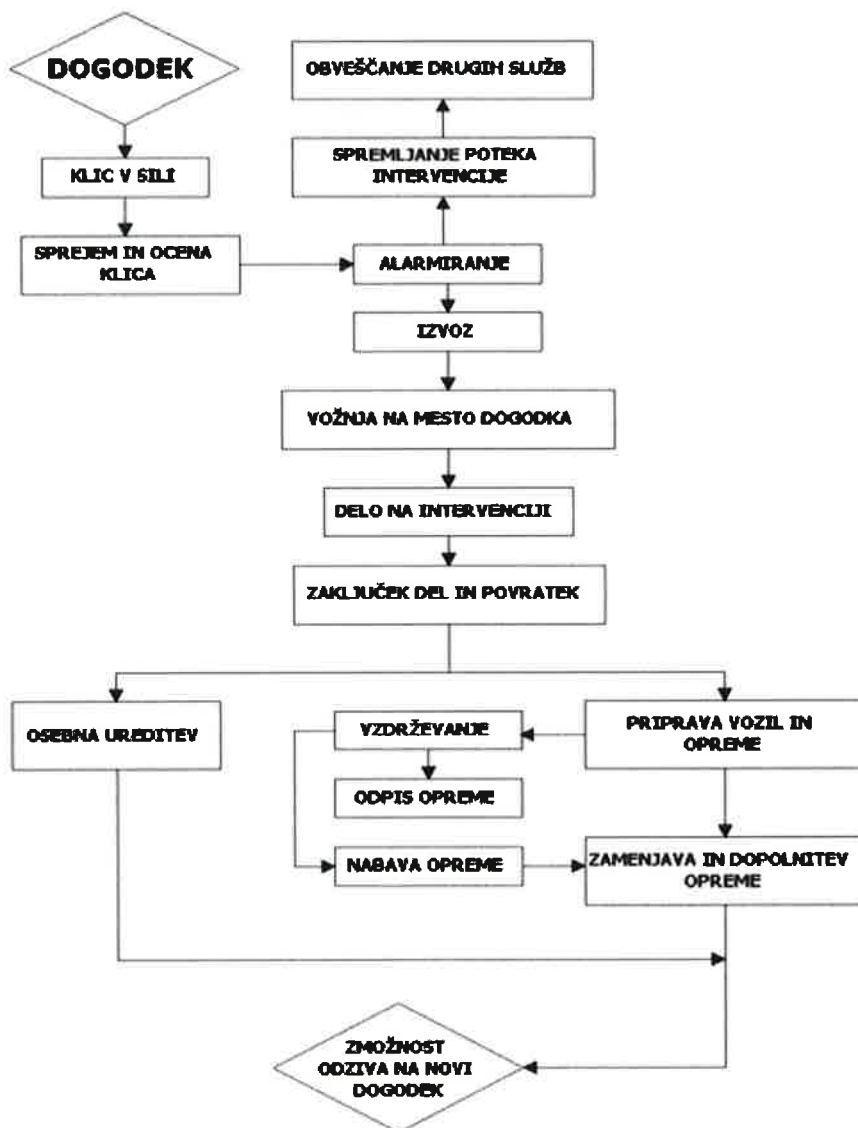 DOGODEK
OBVEŠČANJE DRUGIH SLUŽB
KLIC V SILI
SPREMLJANJE POTEKA
INTERVENCIJE
SPREJEM IN OCENA
KLICA
ALARMIRANJE
IZVOZ
VOŽNJA NA MESTO DOGODKA
DELO NA INTERVENCIJI
ZAKLJUČEK DEL IN POVRATEK
OSEBNA UREDITEV
VZDRŽEVANJE
PRIPRAVA VOZIL IN
OPREME
ODPIS OPREME
NABAVA OPREME
ZAMENJAVA IN DOPOLNITEV
OPREME
ZMOŽNOST
ODZIVA NA NOVI
DOGODEK